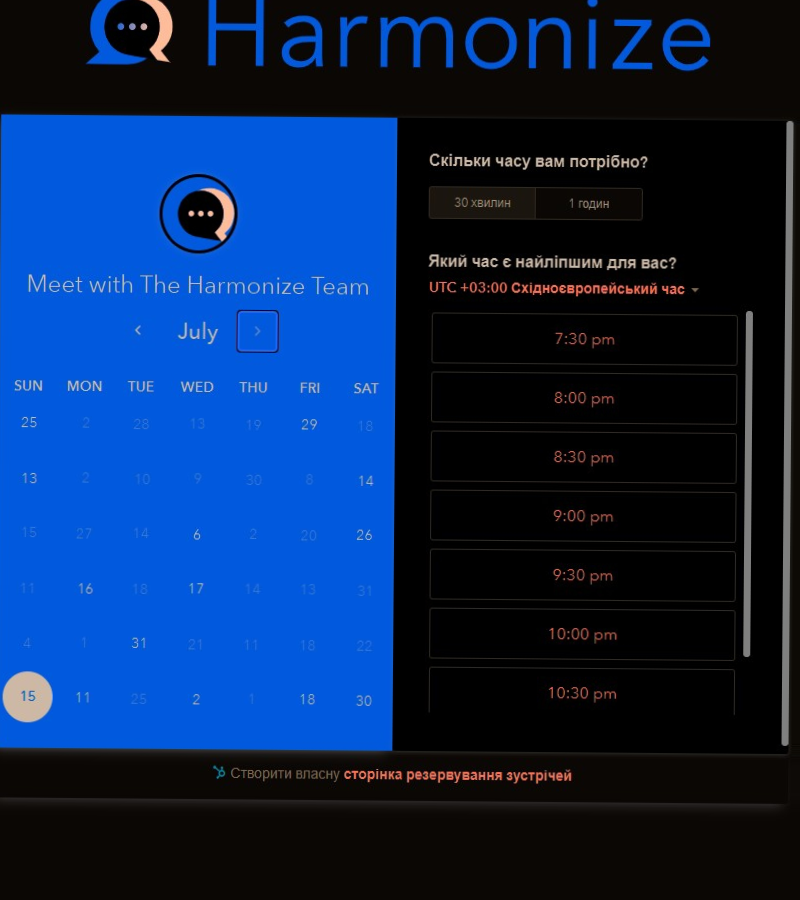 Harmonize
Meet with The Harmonize Team
July
SUN MON TUE WED THU FRI SAT
25 2 28 13 19 29 18
13 2 10 9 30 8 14
15 27 14 6 2 20 26
11 16 18 17 14 13 31
4 1 31 21 11 18 22
15 11 25 2 1 18 30
Скільки часу вам потрібно?
30 хвилин 1 годин
Який час є найліпшим для вас?
UTC +03:00 Східноєвропейський час
7:30 pm
8:00 pm
8:30 pm
9:00 pm
9:30 pm
10:00 pm
10:30 pm
Створити власну сторінка резервування зустрічей